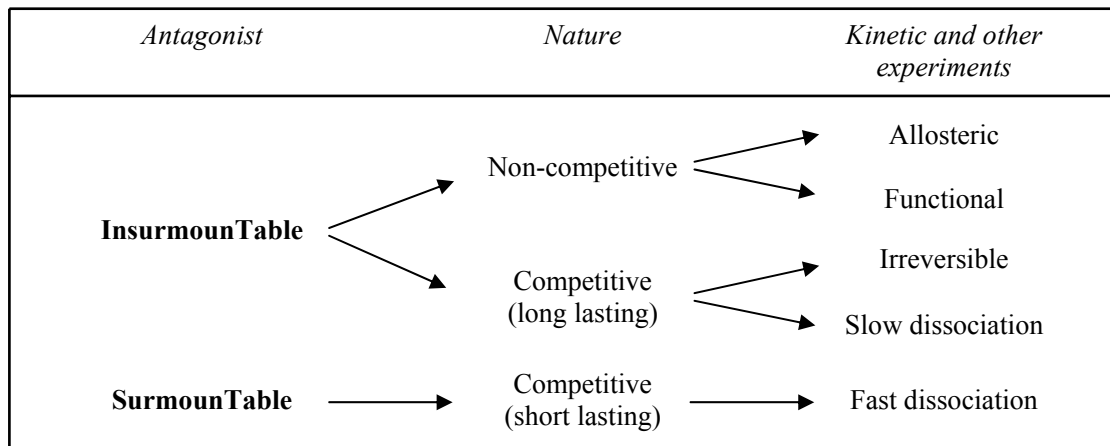 Antagonist
Nature
Kinetic and other
experiments
Allosteric
Non-competitive
Functional
InsurmounTable
Irreversible
Competitive
(long lasting)
Slow dissociation
SurmounTable
Competitive
(short lasting)
Fast dissociation